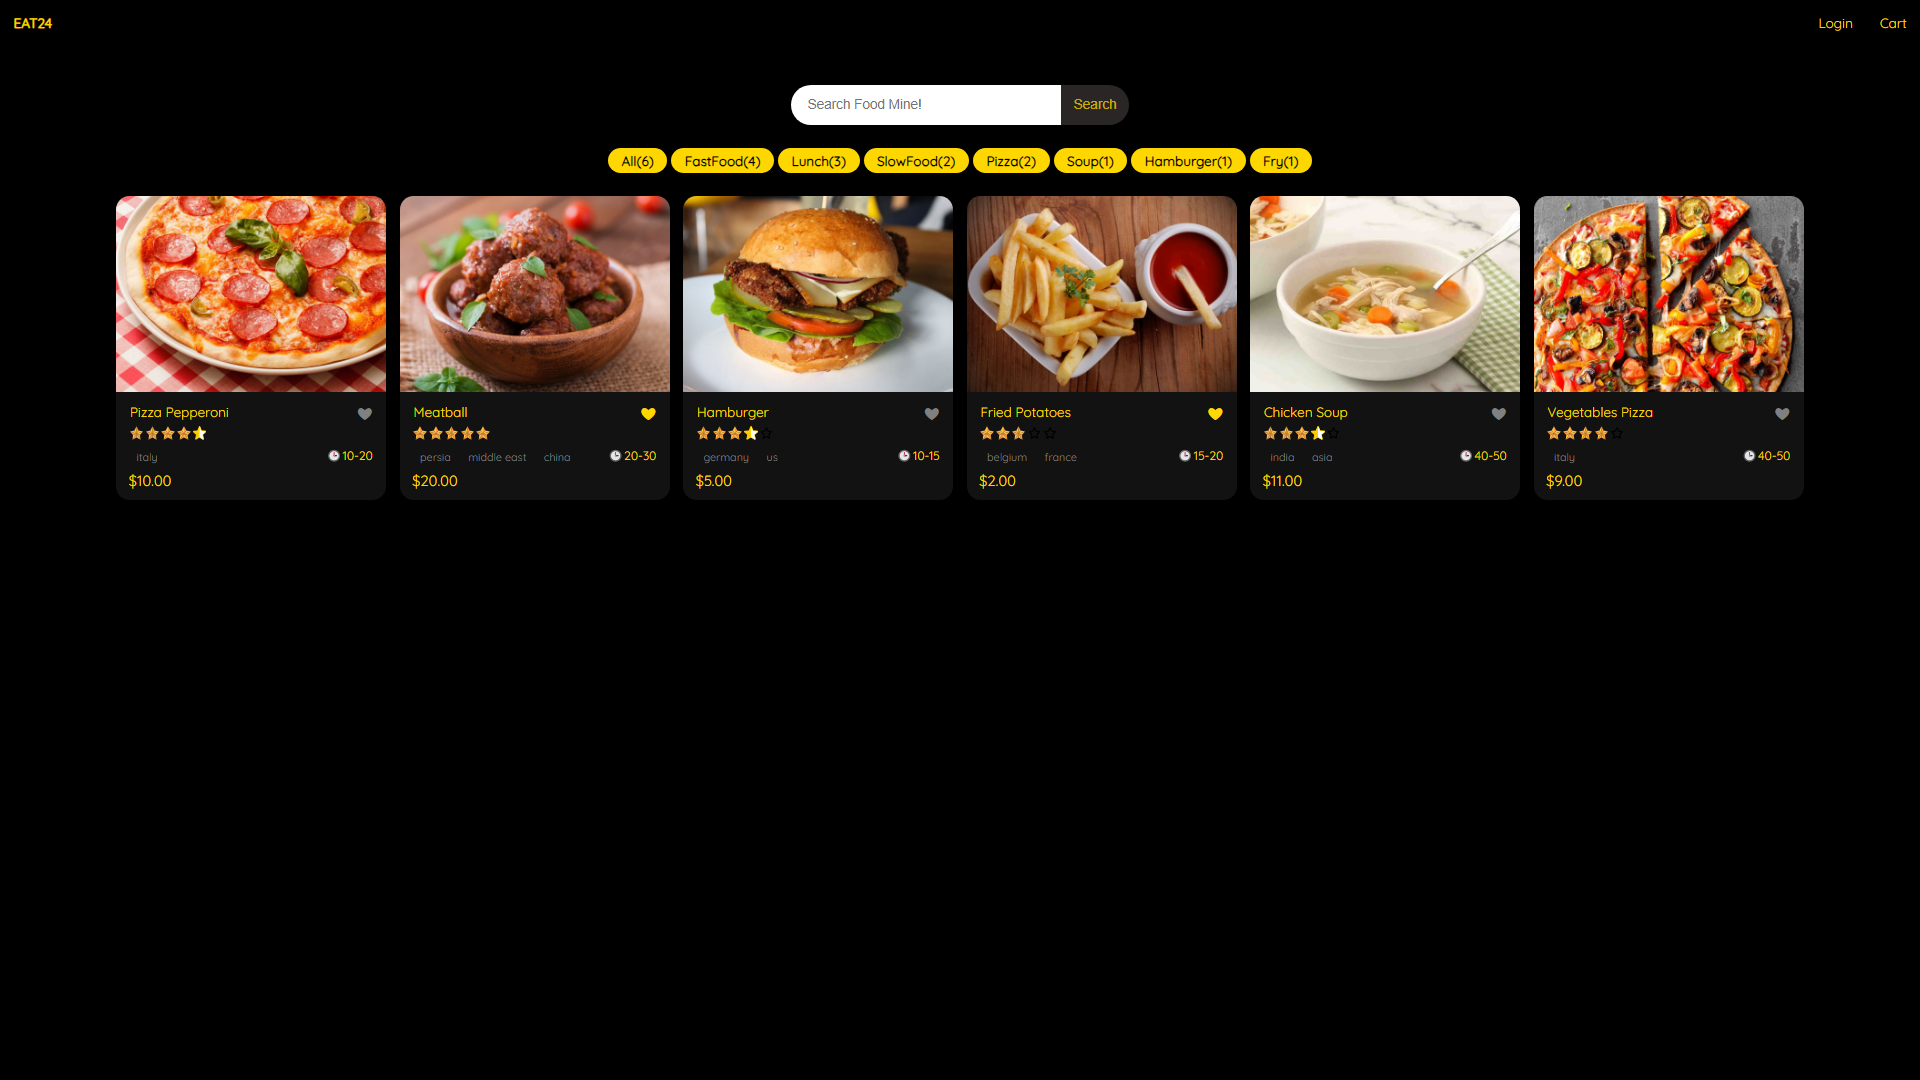 EAT24
Login Cart
Search Food Mine! Search
All(6) FastFood(4) Lunch(3) SlowFood(2) Pizza(2) Soup(1) Hamburger(1) Fry(1)
Pizza Pepperoni
italy 10-20
$10.00
Meatball
persia middle east china 20-30
$20.00
Hamburger
germany us 10-15
$5.00
Fried Potatoes
belgium france 15-20
$2.00
Chicken Soup
india asia 40-50
$11.00
Vegetables Pizza
italy 40-50
$9.00